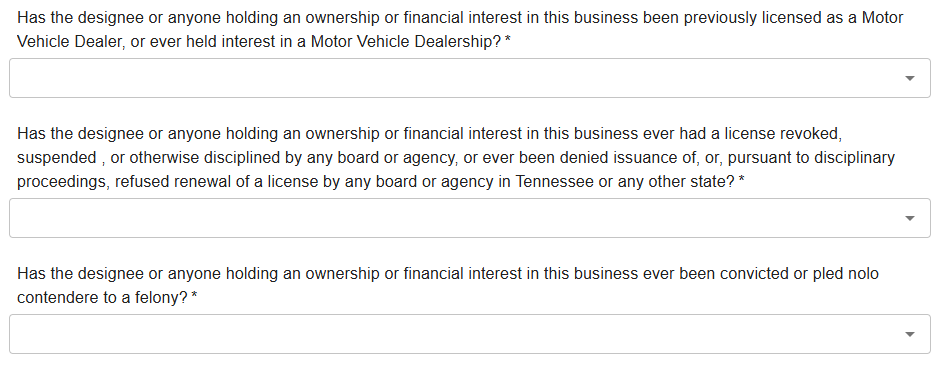 Has the designee or anyone holding an ownership or financial interest in this business been previously licensed as a Motor
Vehicle Dealer, or ever held interest in a Motor Vehicle Dealership? *
Has the designee or anyone holding an ownership or financial interest in this business ever had a license revoked,
suspended , or otherwise disciplined by any board or agency, or ever been denied issuance of, or, pursuant to disciplinary
proceedings, refused renewal of a license by any board or agency in Tennessee or any other state? *
Has the designee or anyone holding an ownership or financial interest in this business ever been convicted or pled nolo
contendere to a felony? *